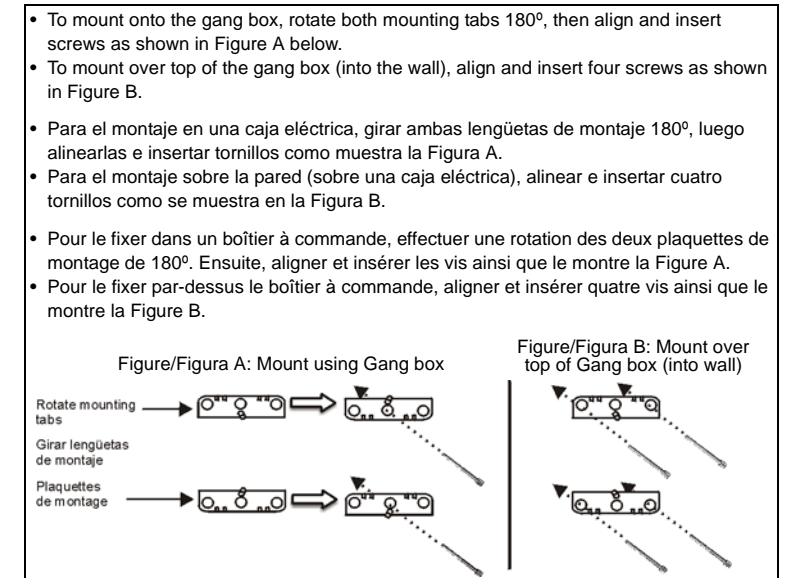 • To mount onto the gang box, rotate both mounting tabs 180º, then align and insert
screws as shown in Figure A below.
• To mount over top of the gang box (into the wall), align and insert four screws as shown
in Figure B.
• Para el montaje en una caja eléctrica, girar ambas lengüetas de montaje 180º, luego
alinearlas e insertar tornillos como muestra la Figura A.
• Para el montaje sobre la pared (sobre una caja eléctrica), alinear e insertar cuatro
tornillos como se muestra en la Figura B.
• Pour le fixer dans un boîtier à commande, effectuer une rotation des deux plaquettes de
montage de 180º. Ensuite, aligner et insérer les vis ainsi que le montre la Figure A.
• Pour le fixer par-dessus le boîtier à commande, aligner et insérer quatre vis ainsi que le
montre la Figure B.
Figure/Figura A: Mount using Gang box
Figure/Figura B: Mount over
top of Gang box (into wall)
Rotate mounting
tabs
Girar lengüetas
de montaje
Plaquettes
de montage